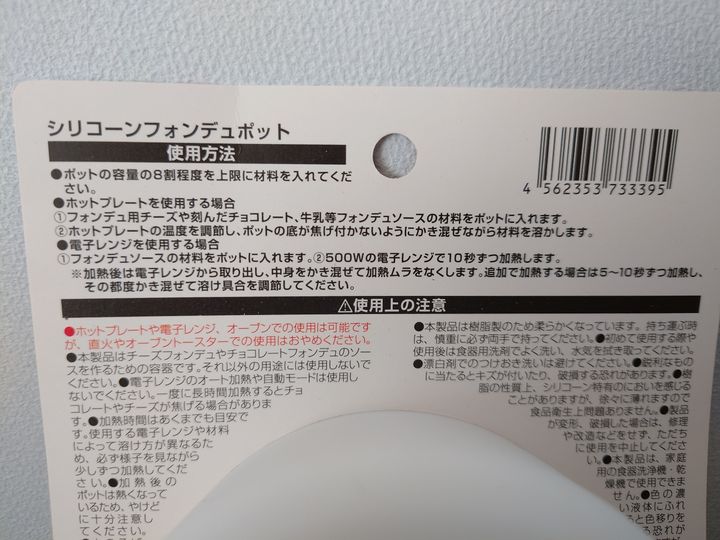 シリコーンフォンデュポット
使用方法
4 562353 733395
●ポットの容量の8割程度を上限に材料を入れてくだ
さい。
●ホットプレートを使用する場合
①フォンデュ用チーズや刻んだチョコレート、牛乳等フォンデュソースの材料をポットに入れます。
②ホットプレートの温度を調節し、ポットの底が焦げ付かないようにかき混ぜながら材料を溶かします。
●電子レンジを使用する場合
①フォンデュソースの材料をポットに入れます。②500Wの電子レンジで10秒ずつ加熱します。
※加熱後は電子レンジから取り出し、中身をかき混ぜて加熱ムラをなくします。追加で加熱する場合は5〜10秒ずつ加熱し、
その都度かき混ぜて溶け具合を調節してください。
⚠使用上の注意
●ホットプレートや電子レンジ、オーブンでの使用は可能です
が、直火やオーブントースターでの使用はおやめください。
●本製品はチーズフォンデュやチョコレートフォンデュのソー
スを作るための容器です。それ以外の用途には使用しないで
ください。●電子レンジのオート加熱や自動モードは使用し
ないでください。一度に長時間加熱するとチョ
コレートやチーズが焦げる場合がありま
す。●加熱時間はあくまでも目安で
す。使用する電子レンジや材料
によって溶け方が異なるた
め、必ず様子を見ながら
少しずつ加熱してくだ
さい。●加熱後の
ポットは熱くなって
いるため、やけど
に十分注意し
てください。
●本製品は樹脂製のため柔らかくなっています。持ち運ぶ時
は、慎重に必ず両手で持ってください。●初めて使用する際や
使用後は食器用洗剤でよく洗い、水気を拭き取ってください。
●漂白剤でのつけおき洗いは避けてください。●鋭利なもの
に当たるとキズが付いたり、破損する恐れがあります。●樹
脂の性質上、シリコーン特有のにおいを感じる
ことがありますが、徐々に薄れますので
食品衛生上問題ありません。●製品
が変形、破損した場合は、修理
や改造などをせず、ただち
に使用を中止してくださ
い。●本製品は、家庭
用の食器洗浄機・乾
燥機で使用できま
せん。●色の濃
い液体にふれ
ると色移りを
る恐れが